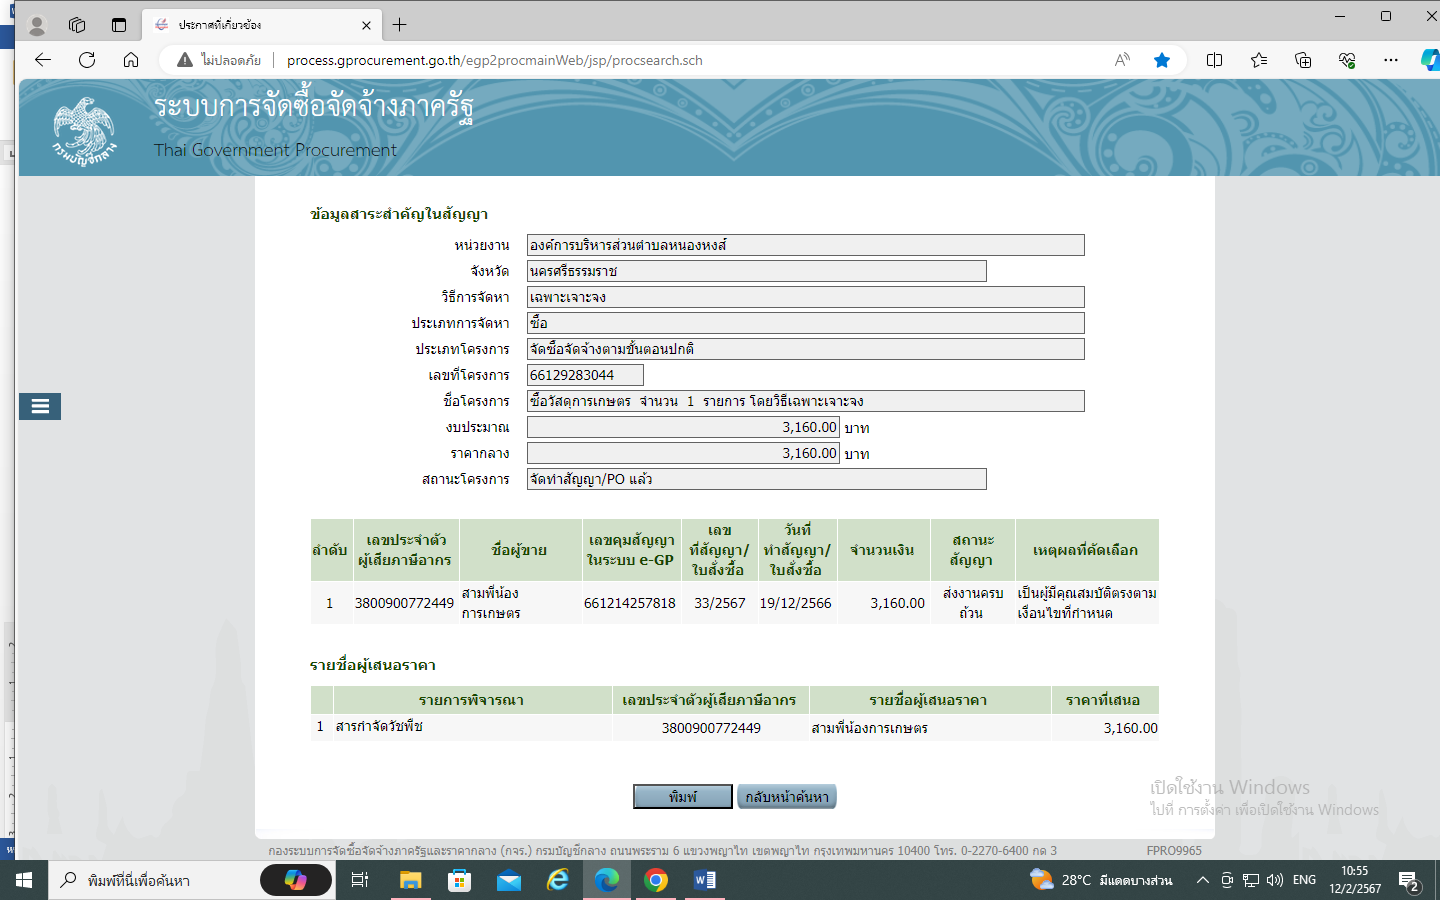 ประกาศที่เกี่ยวข้อง
ไม่ปลอดภัย
process.gprocurement.go.th/egp2procmainWeb/jsp/procsearch.sch
ระบบการจัดซื้อจัดจ้างภาครัฐ
Thai Government Procurement
กรมบัญชีกลาง
ข้อมูลสาระสำคัญในสัญญา
หน่วยงาน องค์การบริหารส่วนตำบลหนองหงส์
จังหวัด นครศรีธรรมราช
วิธีการจัดหา เฉพาะเจาะจง
ประเภทการจัดหา ซื้อ
ประเภทโครงการ จัดซื้อจัดจ้างตามขั้นตอนปกติ
เลขที่โครงการ 66129283044
ชื่อโครงการ ซื้อวัสดุการเกษตร จำนวน 1 รายการ โดยวิธีเฉพาะเจาะจง
งบประมาณ 3,160.00 บาท
ราคากลาง 3,160.00 บาท
สถานะโครงการ จัดทำสัญญา/PO แล้ว
ลำดับ เลขประจำตัวผู้เสียภาษีอากร ชื่อผู้ขาย เลขคุมสัญญาในระบบ e-GP เลขที่สัญญา/ใบสั่งซื้อ วันที่ทำสัญญา/ใบสั่งซื้อ จำนวนเงิน สถานะสัญญา เหตุผลที่คัดเลือก
1 3800900772449 สามพี่น้องการเกษตร 661214257818 33/2567 19/12/2566 3,160.00 ส่งงานครบถ้วน เป็นผู้มีคุณสมบัติตรงตามเงื่อนไขที่กำหนด
รายชื่อผู้เสนอราคา
รายการพิจารณา เลขประจำตัวผู้เสียภาษีอากร รายชื่อผู้เสนอราคา ราคาที่เสนอ
1 สารกำจัดวัชพืช 3800900772449 สามพี่น้องการเกษตร 3,160.00
พิมพ์ กลับหน้าค้นหา
เปิดใช้งาน Windows
ไปที่ การตั้งค่า เพื่อเปิดใช้งาน Windows
กองระบบการจัดซื้อจัดจ้างภาครัฐและราคากลาง (กจร.) กรมบัญชีกลาง ถนนพระราม 6 แขวงพญาไท เขตพญาไท กรุงเทพมหานคร 10400 โทร. 0-2270-6400 กด 3 FPRO9965
พิมพ์ที่นี่เพื่อค้นหา
28°C มีแดดบางส่วน ENG
10:55
12/2/2567
2